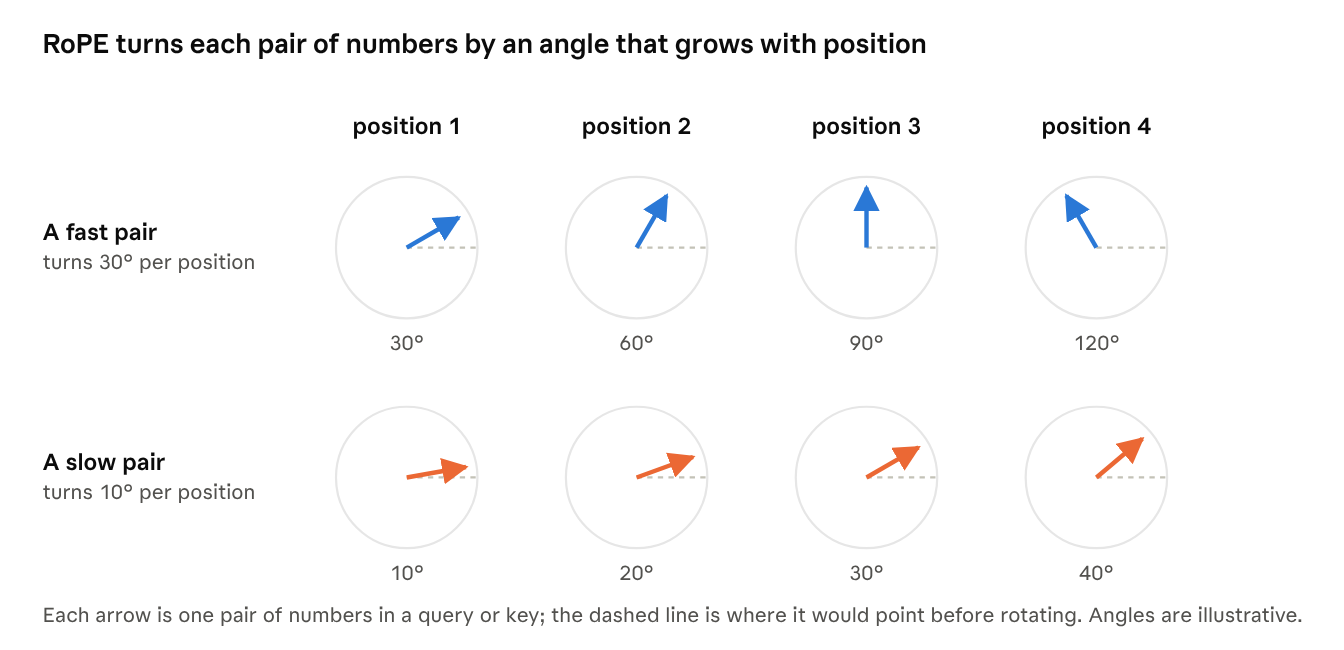 RoPE turns each pair of numbers by an angle that grows with position
position 1 position 2 position 3 position 4
A fast pair
turns 30° per position
30° 60° 90° 120°
A slow pair
turns 10° per position
10° 20° 30° 40°
Each arrow is one pair of numbers in a query or key; the dashed line is where it would point before rotating. Angles are illustrative.